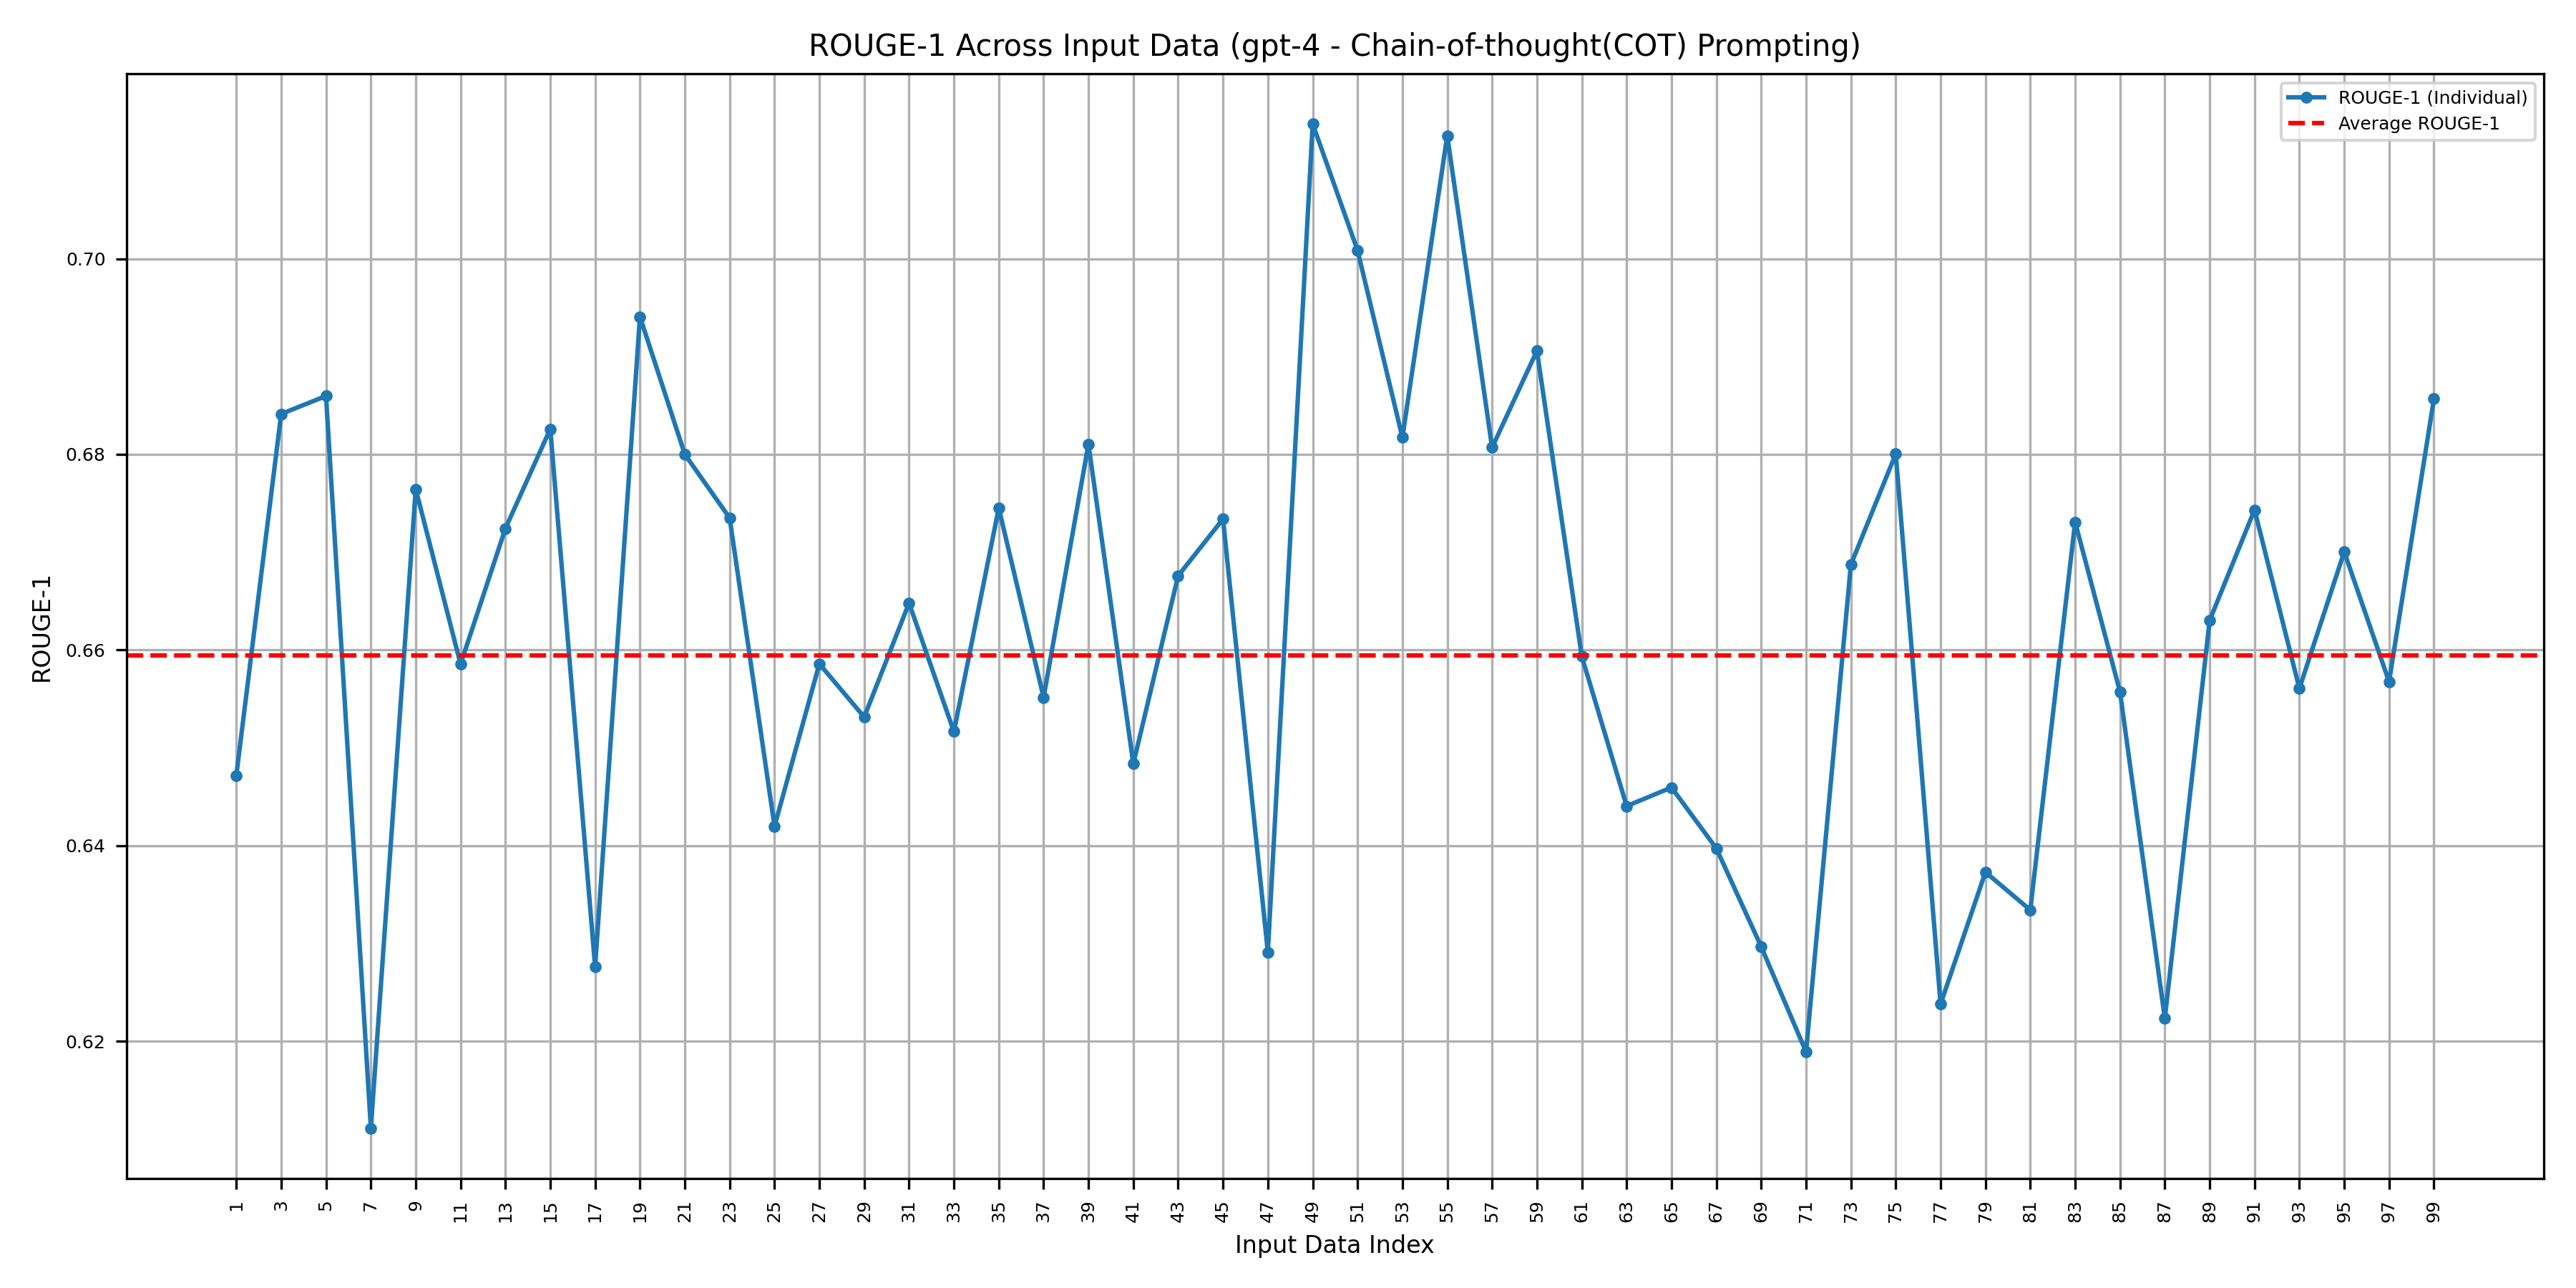 ROUGE-1 Across Input Data (gpt-4 - Chain-of-thought(COT) Prompting)
ROUGE-1 (Individual)
Average ROUGE-1
ROUGE-1
0.70
0.68
0.66
0.64
0.62
1 3 5 7 9 11 13 15 17 19 21 23 25 27 29 31 33 35 37 39 41 43 45 47 49 51 53 55 57 59 61 63 65 67 69 71 73 75 77 79 81 83 85 87 89 91 93 95 97 99
Input Data Index